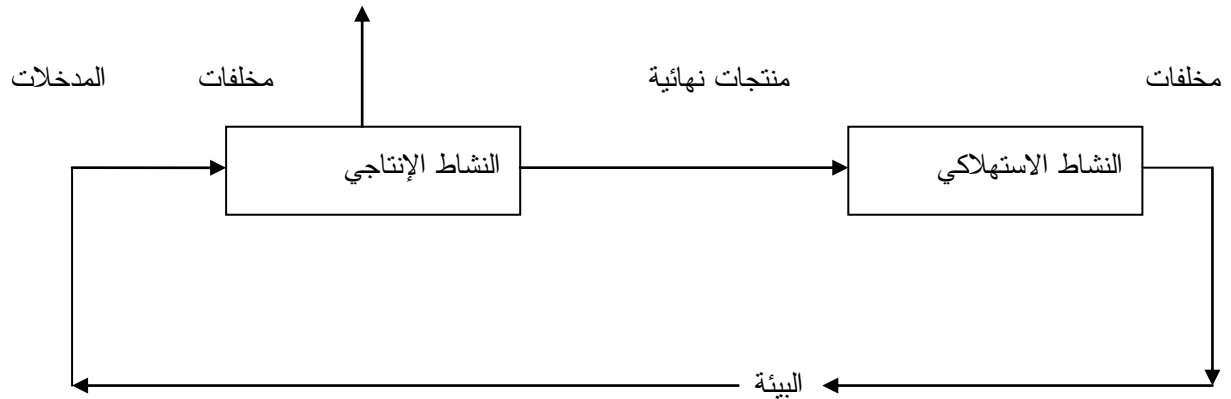 المدخلات
مخلفات
منتجات نهائية
مخلفات
النشاط الإنتاجي
النشاط الاستهلاكي
البيئة